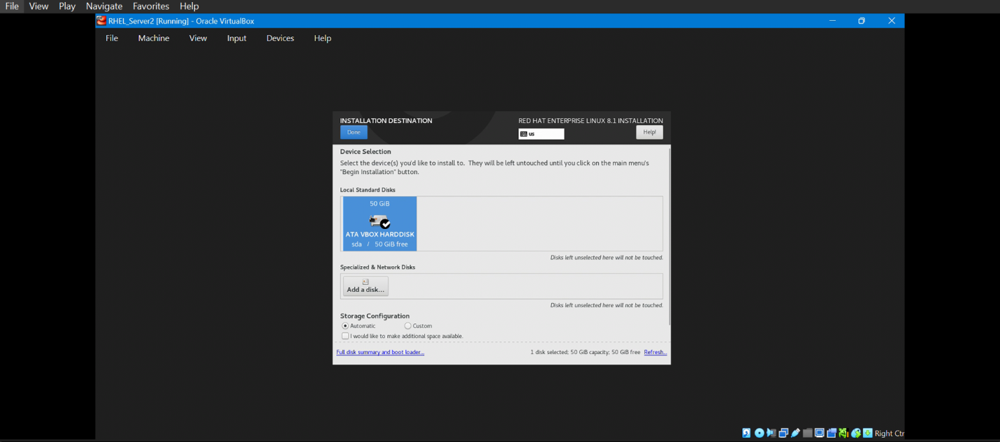 File View Play Navigate Favorites Help
RHEL_Server2 [Running] - Oracle VirtualBox
File Machine View Input Devices Help
INSTALLATION DESTINATION
RED HAT ENTERPRISE LINUX 8.1 INSTALLATION
Done
us
Help!
Device Selection
Select the device(s) you'd like to install to. They will be left untouched until you click on the main menu's
"Begin Installation" button.
Local Standard Disks
50 GiB
ATA VBOX HARDDISK
sda / 50 GiB free
Disks left unselected here will not be touched.
Specialized & Network Disks
Add a disk...
Disks left unselected here will not be touched.
Storage Configuration
Automatic Custom
I would like to make additional space available.
Full disk summary and boot loader...
1 disk selected; 50 GiB capacity; 50 GiB free Refresh...
Right Ctr